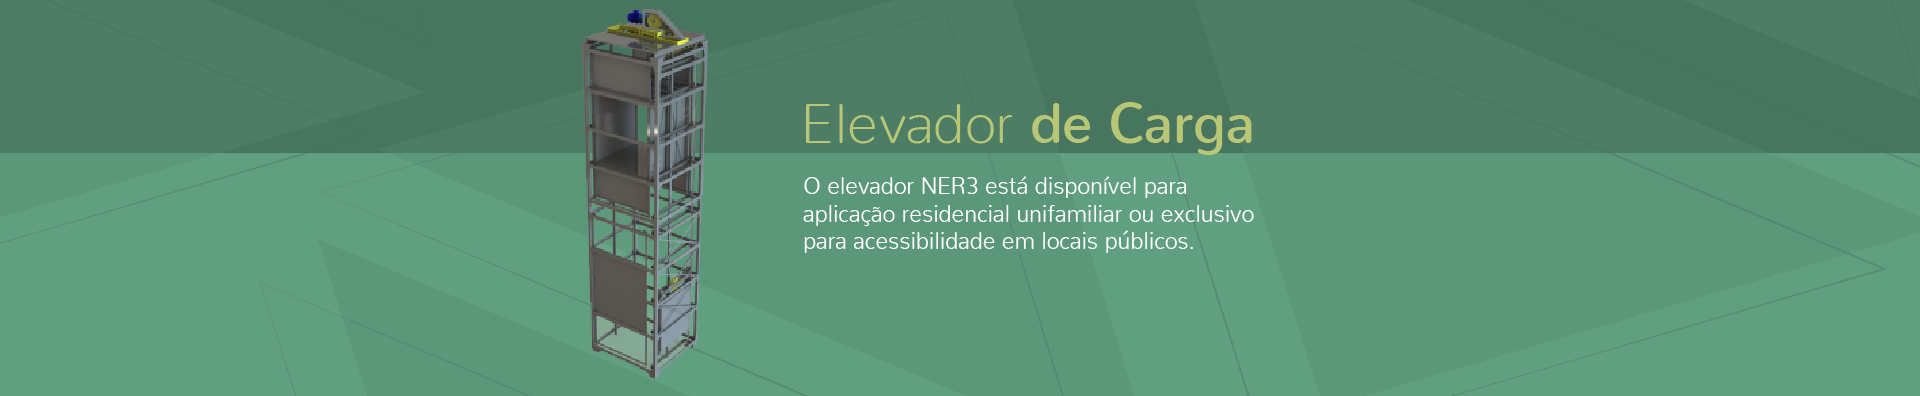 Elevador de Carga
O elevador NER3 está disponível para
aplicação residencial unifamiliar ou exclusivo
para acessibilidade em locais públicos.